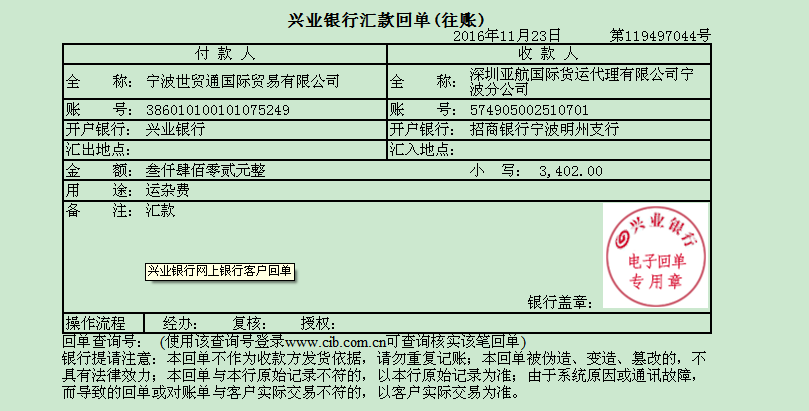 兴业银行汇款回单(往账)
2016年11月23日 第119497044号
付 款 人 收 款 人
全 称：宁波世贸通国际贸易有限公司 全 称：深圳亚航国际货运代理有限公司宁
波分公司
账 号：386010100101075249 账 号：574905002510701
开户银行：兴业银行 开户银行：招商银行宁波明州支行
汇出地点： 汇入地点：
金 额：叁仟肆佰零贰元整 小 写： 3,402.00
用 途：运杂费
备 注：汇款
兴业银行
电子回单
专用章
兴业银行网上银行客户回单
银行盖章：
操作流程 经办： 复核： 授权：
回单查询号： (使用该查询号登录www.cib.com.cn可查询核实该笔回单)
银行提请注意：本回单不作为收款方发货依据，请勿重复记账；本回单被伪造、变造、篡改的，不
具有法律效力；本回单与本行原始记录不符的，以本行原始记录为准；由于系统原因或通讯故障，
而导致的回单或对账单与客户实际交易不符的，以客户实际交易为准。